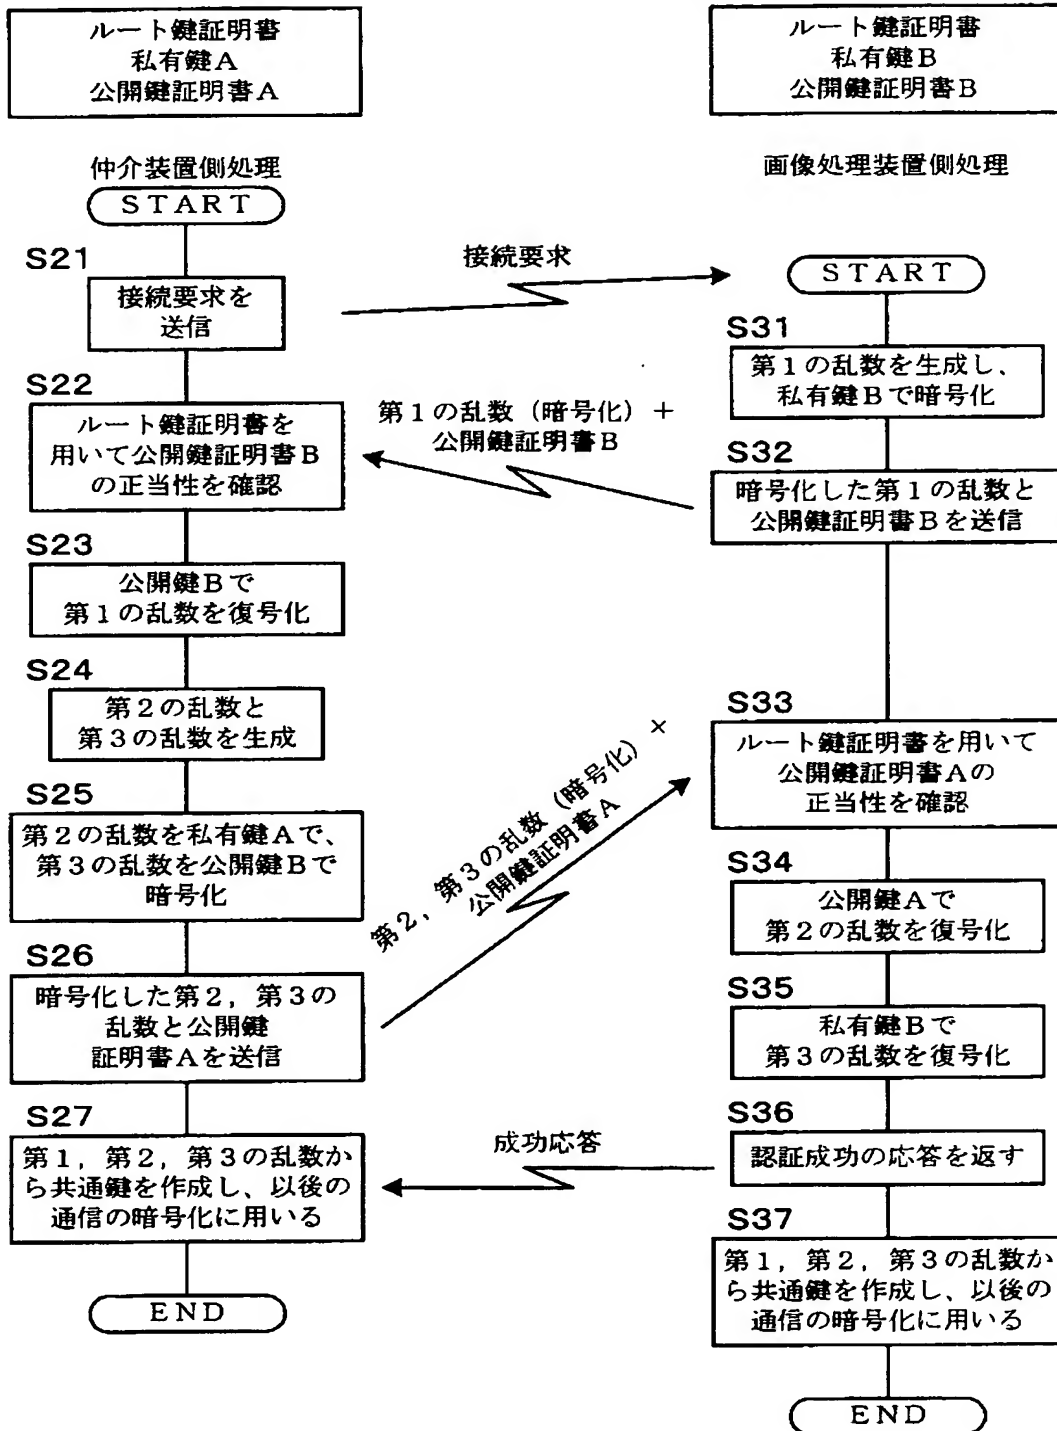 ルート鍵証明書
私有鍵A
公開鍵証明書A
ルート鍵証明書
私有鍵B
公開鍵証明書B
仲介装置側処理
START
画像処理装置側処理
START
S21
接続要求を
送信
接続要求
S31
第1の乱数を生成し、
私有鍵Bで暗号化
S22
ルート鍵証明書を
用いて公開鍵証明書B
の正当性を確認
第1の乱数（暗号化）＋
公開鍵証明書B
S32
暗号化した第1の乱数と
公開鍵証明書Bを送信
S23
公開鍵Bで
第1の乱数を復号化
S24
第2の乱数と
第3の乱数を生成
S25
第2の乱数を私有鍵Aで、
第3の乱数を公開鍵Bで
暗号化
S26
暗号化した第2，第3の
乱数と公開鍵
証明書Aを送信
第2，第3の乱数（暗号化）＋
公開鍵証明書A
S33
ルート鍵証明書を用いて
公開鍵証明書Aの
正当性を確認
S34
公開鍵Aで
第2の乱数を復号化
S35
私有鍵Bで
第3の乱数を復号化
S36
認証成功の応答を返す
成功応答
S27
第1，第2，第3の乱数か
ら共通鍵を作成し、以後の
通信の暗号化に用いる
END
S37
第1，第2，第3の乱数か
ら共通鍵を作成し、以後の
通信の暗号化に用いる
END